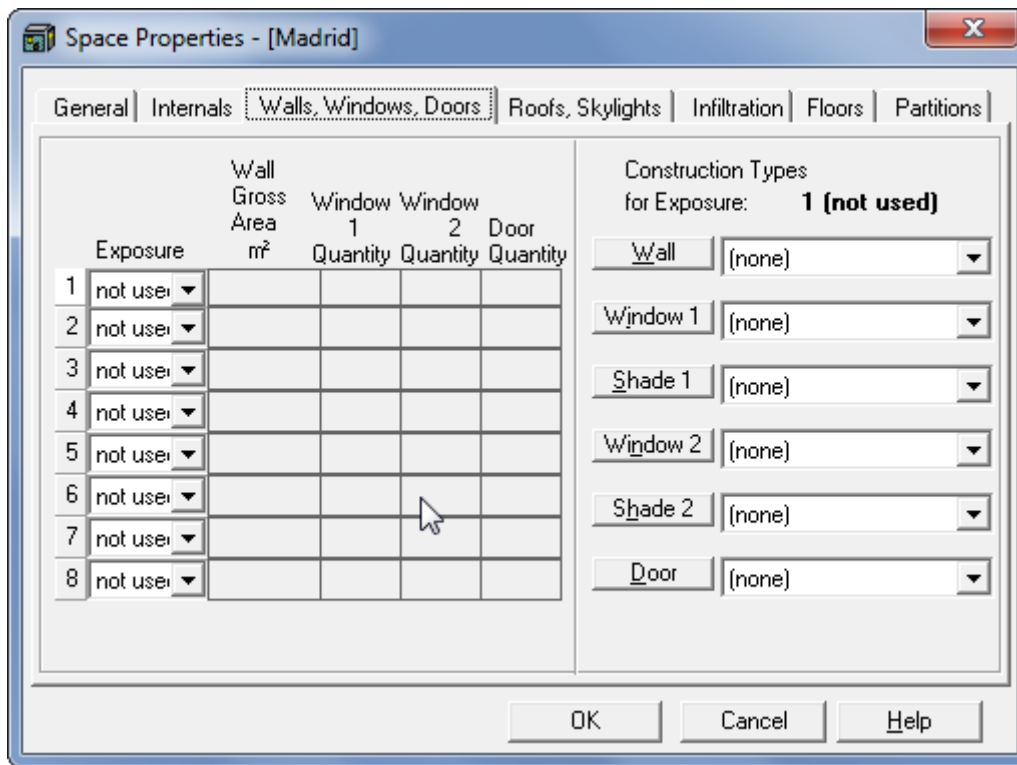 Space Properties - [Madrid]
General Internals Walls, Windows, Doors Roofs, Skylights Infiltration Floors Partitions
Exposure
Wall
Gross
Area
m²
Window
1
Quantity
Window
2
Quantity
Door
Quantity
1 not use
2 not use
3 not use
4 not use
5 not use
6 not use
7 not use
8 not use
Construction Types
for Exposure: 1 (not used)
Wall (none)
Window 1 (none)
Shade 1 (none)
Window 2 (none)
Shade 2 (none)
Door (none)
OK Cancel Help